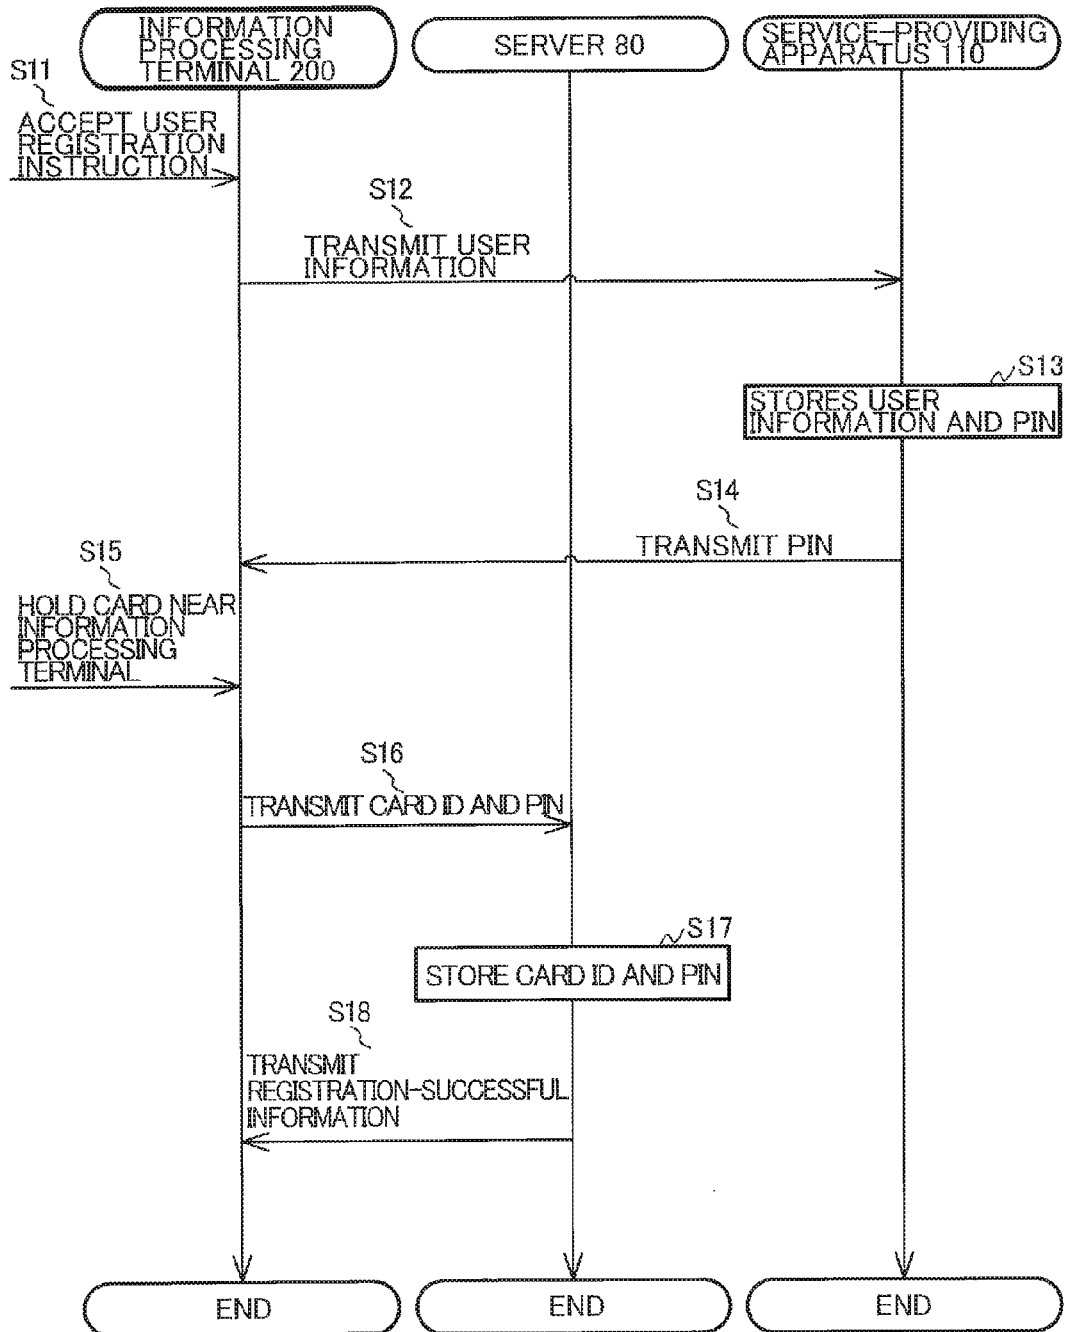 INFORMATION
PROCESSING
TERMINAL 200
SERVER 80
SERVICE-PROVIDING
APPARATUS 110
S11
ACCEPT USER
REGISTRATION
INSTRUCTION
S12
TRANSMIT USER
INFORMATION
S13
STORES USER
INFORMATION AND PIN
S14
TRANSMIT PIN
S15
HOLD CARD NEAR
INFORMATION
PROCESSING
TERMINAL
S16
TRANSMIT CARD ID AND PIN
S17
STORE CARD ID AND PIN
S18
TRANSMIT
REGISTRATION-SUCCESSFUL
INFORMATION
END
END
END